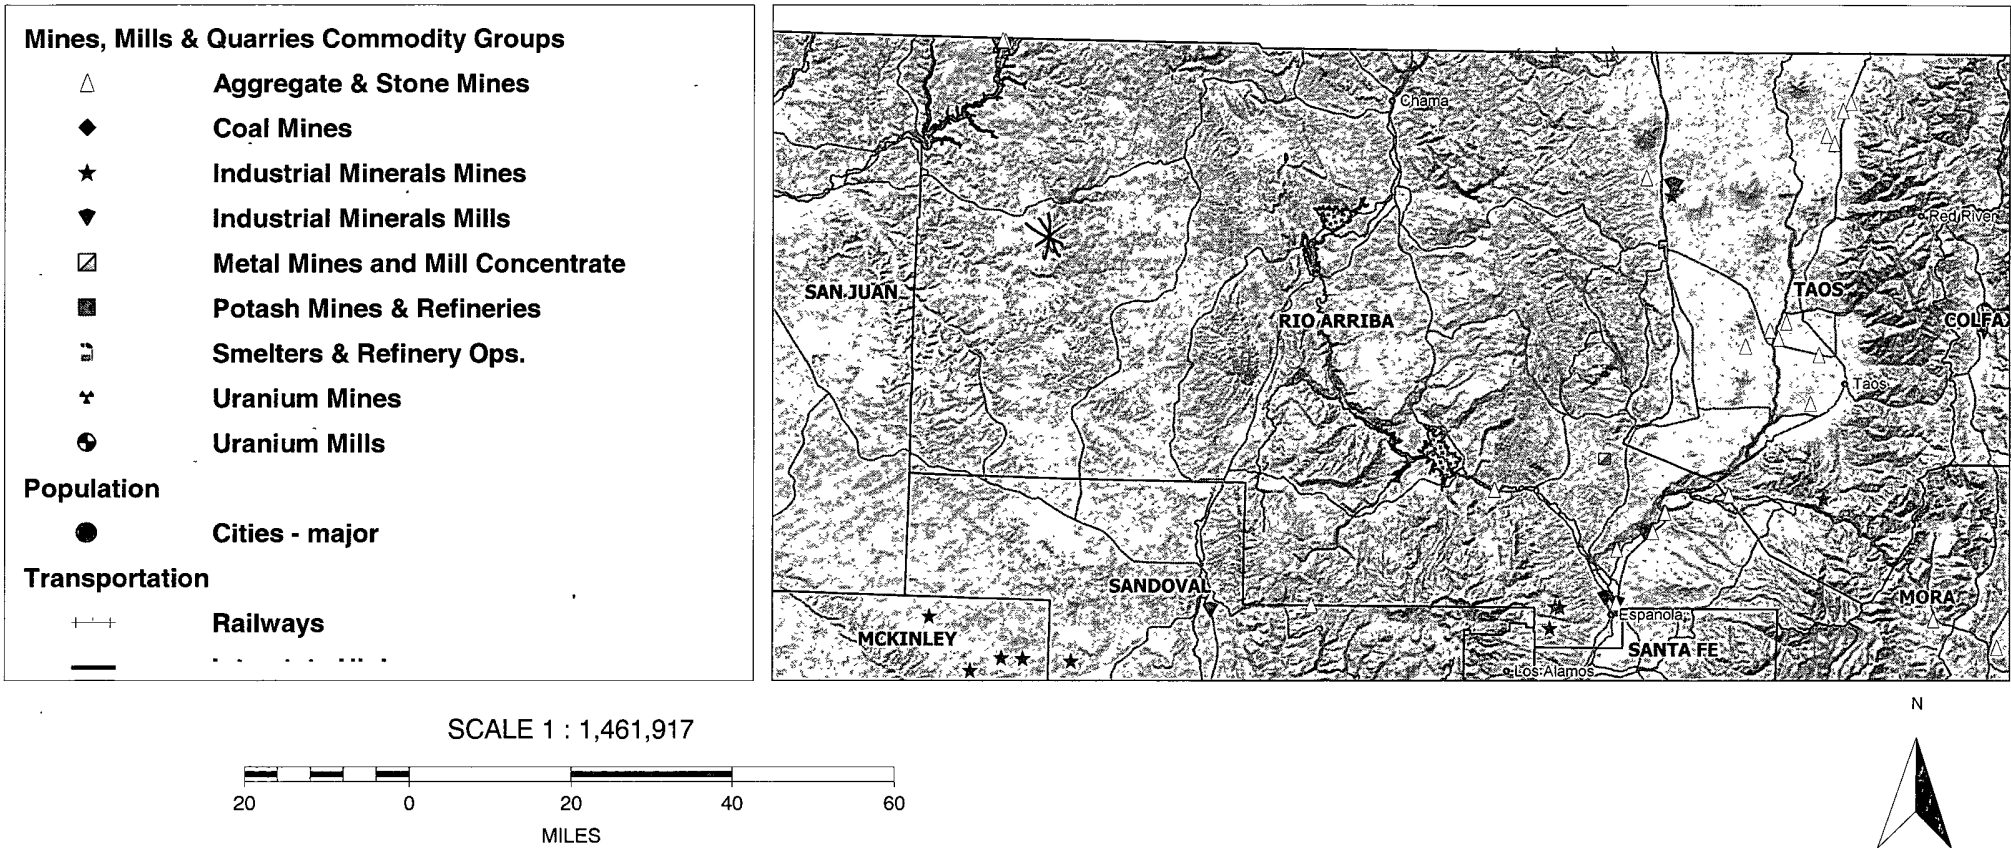 Mines, Mills & Quarries Commodity Groups
Aggregate & Stone Mines
Coal Mines
Industrial Minerals Mines
Industrial Minerals Mills
Metal Mines and Mill Concentrate
Potash Mines & Refineries
Smelters & Refinery Ops.
Uranium Mines
Uranium Mills
Population
Cities - major
Transportation
Railways
Chama
Red River
SAN JUAN
TAOS
RIO ARRIBA
COLFAX
Taos
SANDOVAL
MORA
Espanola
MCKINLEY
SANTA FE
Los Alamos
N
SCALE 1 : 1,461,917
20 0 20 40 60
MILES